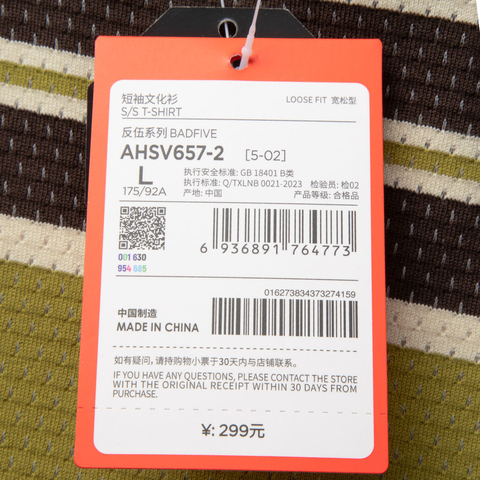 短袖文化衫
S/S T-SHIRT
LOOSE FIT 宽松型
反伍系列 BADFIVE
AHSV657-2 [5-02]
L
175/92A
执行安全标准: GB 18401 B类
执行标准: Q/TXLNB 0021-2023 检验员: 检02
产地: 中国 产品等级: 合格品
001 630
954 685
6 936891 764773
016273834373274159
中国制造
MADE IN CHINA
如有疑问，请持购物小票于30天内与店铺联系。
IF YOU HAVE ANY QUESTIONS, PLEASE CONTACT THE STORE
WITH THE ORIGINAL RECEIPT WITHIN 30 DAYS FROM
PURCHASE.
¥: 299元